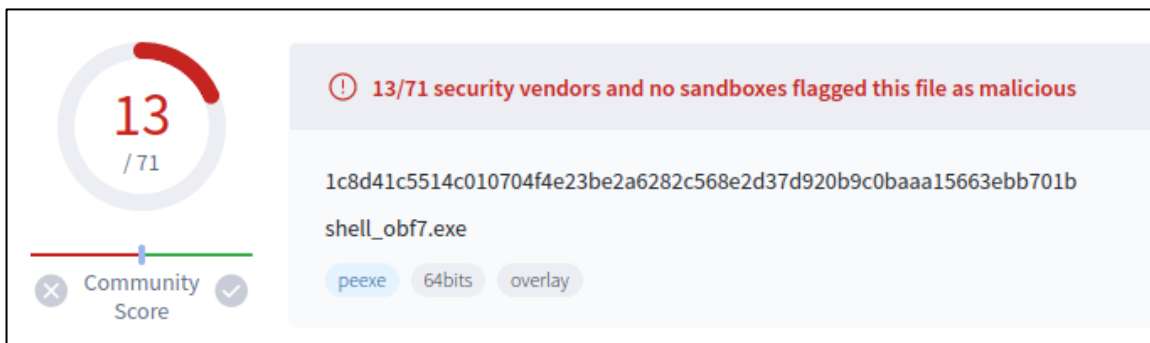 13
/ 71
Community
Score
13/71 security vendors and no sandboxes flagged this file as malicious
1c8d41c5514c010704f4e23be2a6282c568e2d37d920b9c0baaa15663ebb701b
shell_obf7.exe
peexe 64bits overlay